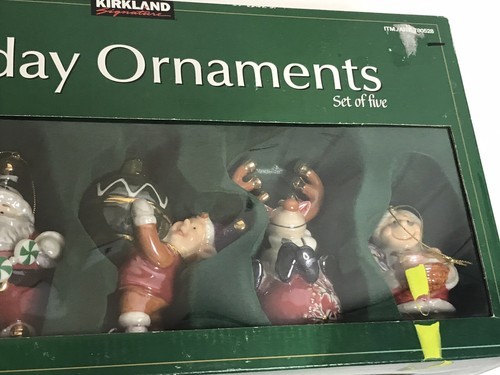 KIRKLAND
Signature
day Ornaments
Set of five